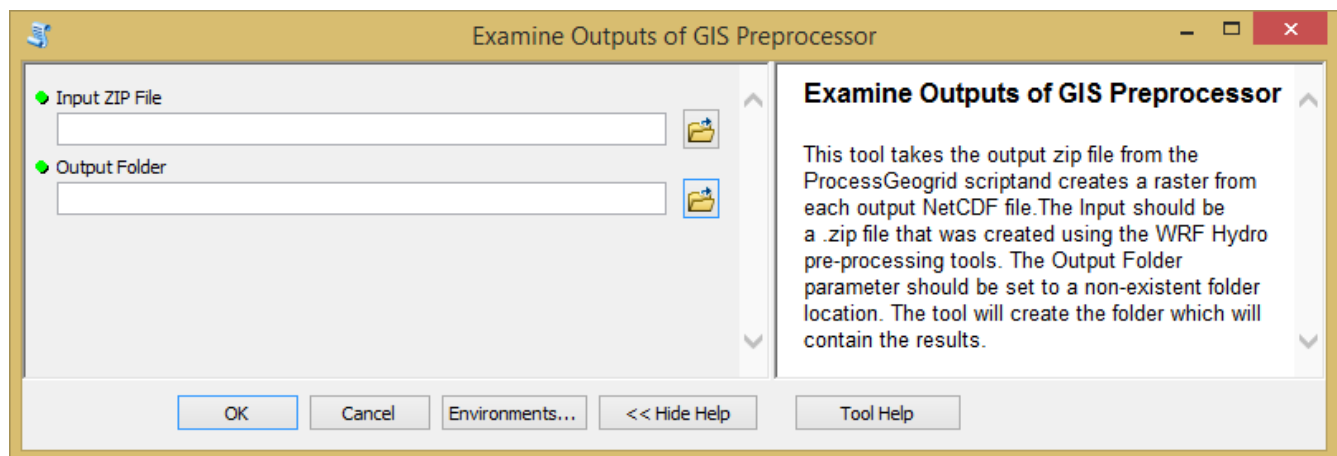 Examine Outputs of GIS Preprocessor
Input ZIP File
Output Folder
Examine Outputs of GIS Preprocessor
This tool takes the output zip file from the
ProcessGeogrid scriptand creates a raster from
each output NetCDF file.The Input should be
a .zip file that was created using the WRF Hydro
pre-processing tools. The Output Folder
parameter should be set to a non-existent folder
location. The tool will create the folder which will
contain the results.
OK
Cancel
Environments...
<< Hide Help
Tool Help